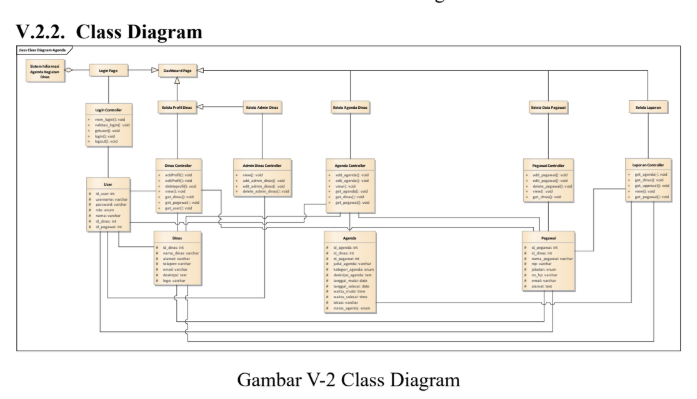 V.2.2. Class Diagram
class Class Diagram Agenda
Sistem Informasi
Agenda Kegiatan
Dinas
Login Page
Dashboard Page
Kelola Profil Dinas
Kelola Admin Dinas
Kelola Agenda Dinas
Kelola Data Pegawai
Kelola Laporan
Login Controller
+ view_login(): void
+ validasi_login(): void
+ getuser(): void
+ login(): void
+ logout(): void
Dinas Controller
+ addProfil(): void
+ editProfil(): void
+ deleteprofil(): void
+ view(): void
+ get_dinas(): void
+ get_pegawai(): void
+ get_user(): void
Admin Dinas Controller
+ view(): void
+ add_admin_dinas(): void
+ edit_admin_dinas(): void
+ delete_admin_dinas(): void
Agenda Controller
+ add_agenda(): void
+ edit_agenda(): void
+ view(): void
+ get_agenda(): void
+ get_dinas(): void
+ get_pegawai(): void
Pegawai Controller
+ add_pegawai(): void
+ edit_pegawai(): void
+ delete_pegawai(): void
+ view(): void
+ get_dinas(): void
Laporan Controller
+ get_agenda(): void
+ get_dinas(): void
+ get_pegawai(): void
User
# id_user: int
# username: varchar
# password: varchar
# role: enum
# nama: varchar
# id_dinas: int
# id_pegawai: int
Dinas
# id_dinas: int
# nama_dinas: varchar
# alamat: varchar
# telepon: varchar
# email: varchar
# deskripsi: text
# logo: varchar
Agenda
# id_agenda: int
# id_dinas: int
# id_pegawai: int
# kategori_agenda: enum
# deskripsi_agenda: text
# tanggal_mulai: date
# tanggal_selesai: date
# waktu_mulai: time
# waktu_selesai: time
# lokasi: varchar
# status_agenda: enum
Pegawai
# id_pegawai: int
# id_dinas: int
# nama_pegawai: varchar
# nip: varchar
# jabatan: enum
# no_hp: varchar
# email: varchar
# alamat: text
Gambar V-2 Class Diagram